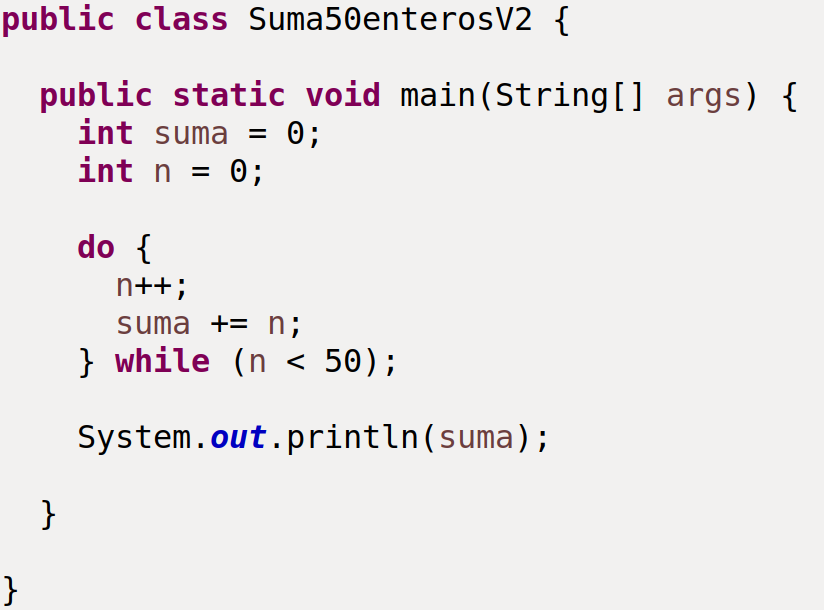 public class Suma50enterosV2 {
  public static void main(String[] args) {
    int suma = 0;
    int n = 0;
    do {
      n++;
      suma += n;
    } while (n < 50);
    System.out.println(suma);
  }
}